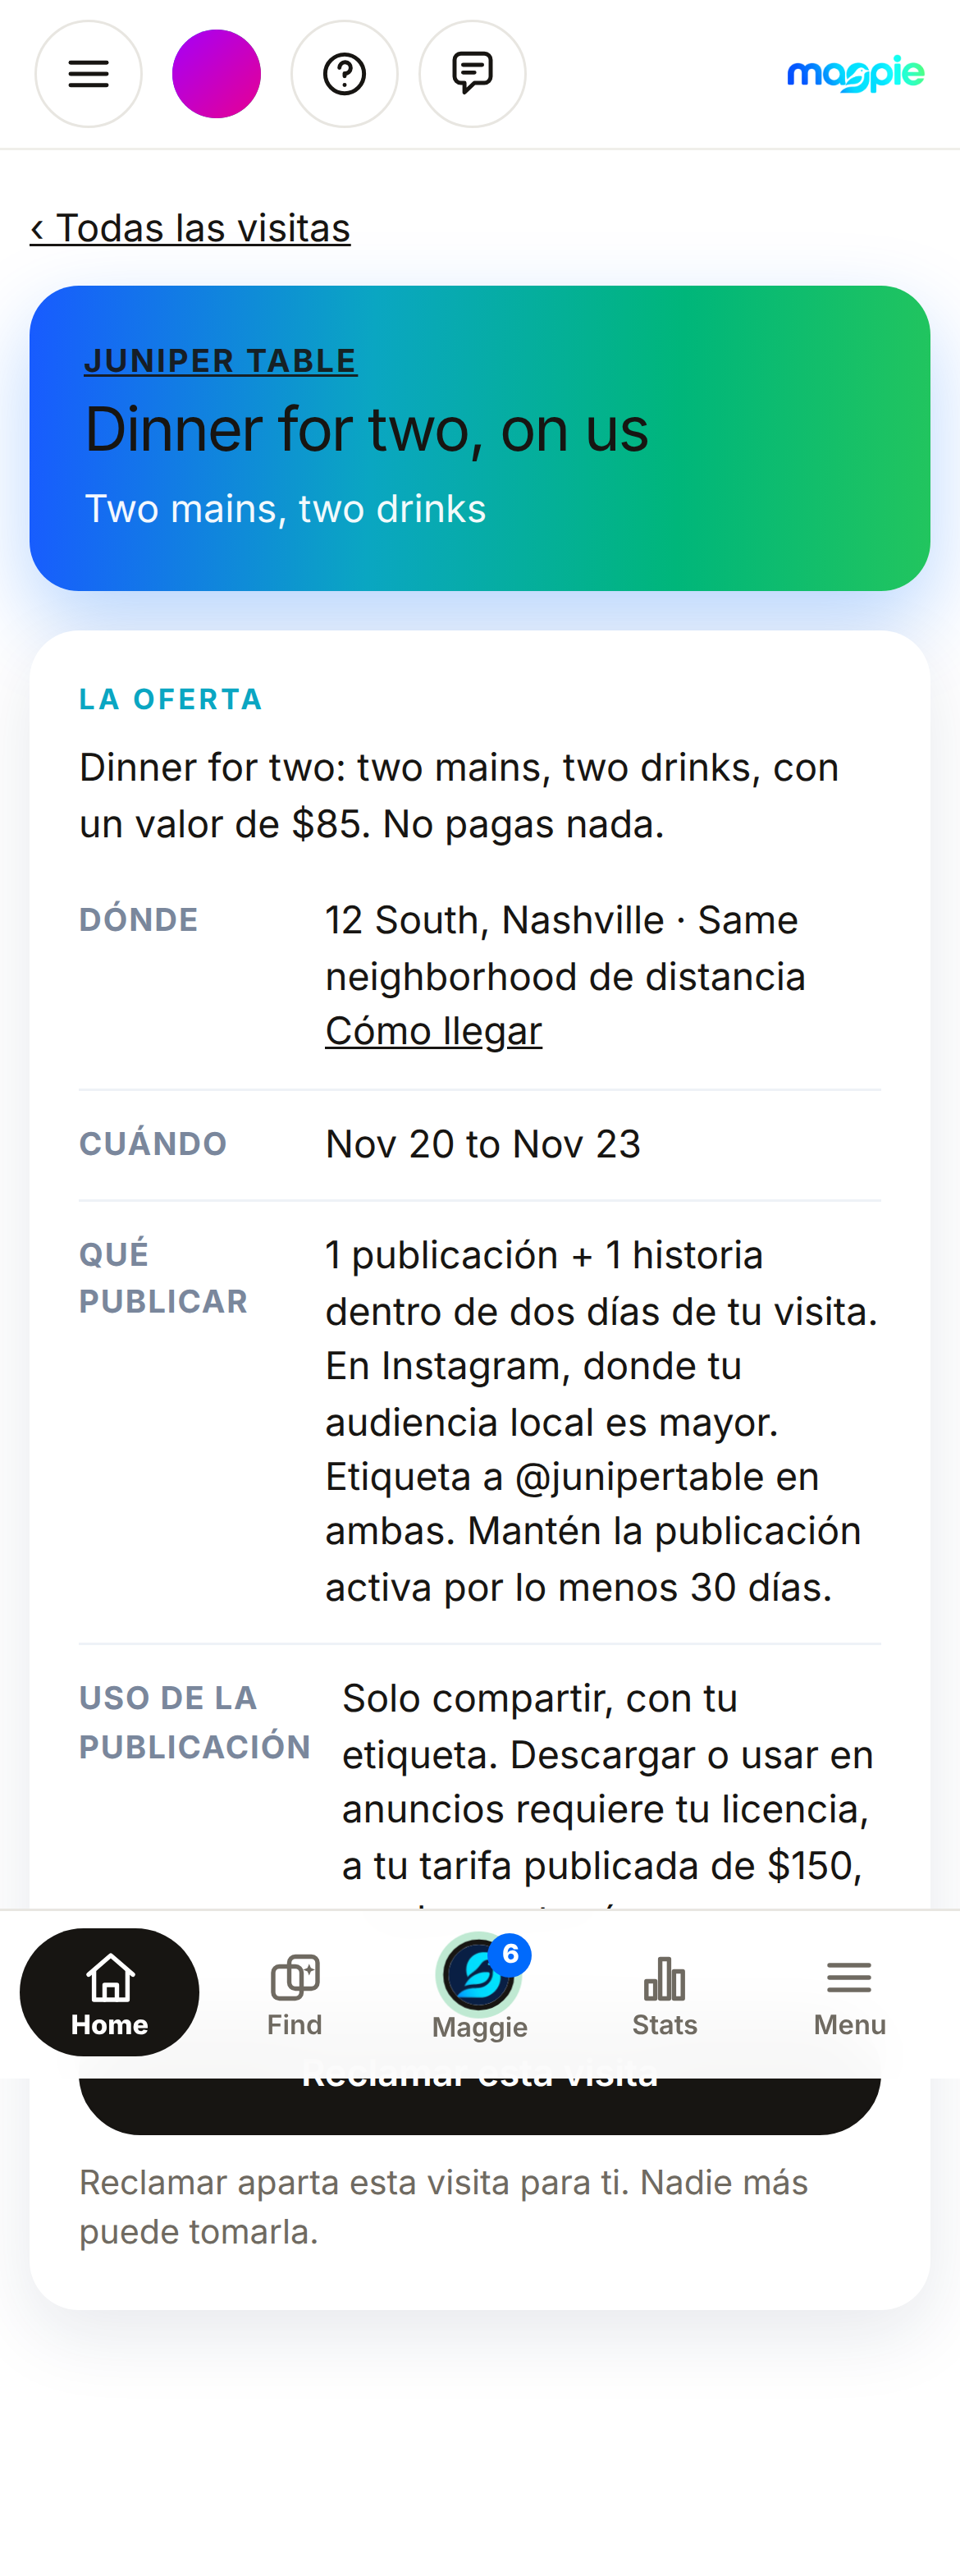 magpie
‹ Todas las visitas
JUNIPER TABLE
Dinner for two, on us
Two mains, two drinks
LA OFERTA
Dinner for two: two mains, two drinks, con
un valor de $85. No pagas nada.
DÓNDE
12 South, Nashville · Same
neighborhood de distancia
Cómo llegar
CUÁNDO
Nov 20 to Nov 23
QUÉ
PUBLICAR
1 publicación + 1 historia
dentro de dos días de tu visita.
En Instagram, donde tu
audiencia local es mayor.
Etiqueta a @junipertable en
ambas. Mantén la publicación
activa por lo menos 30 días.
USO DE LA
PUBLICACIÓN
Solo compartir, con tu
etiqueta. Descargar o usar en
anuncios requiere tu licencia,
a tu tarifa publicada de $150,
6
Home
Find
Maggie
Stats
Menu
Reclamar esta visita
Reclamar aparta esta visita para ti. Nadie más
puede tomarla.